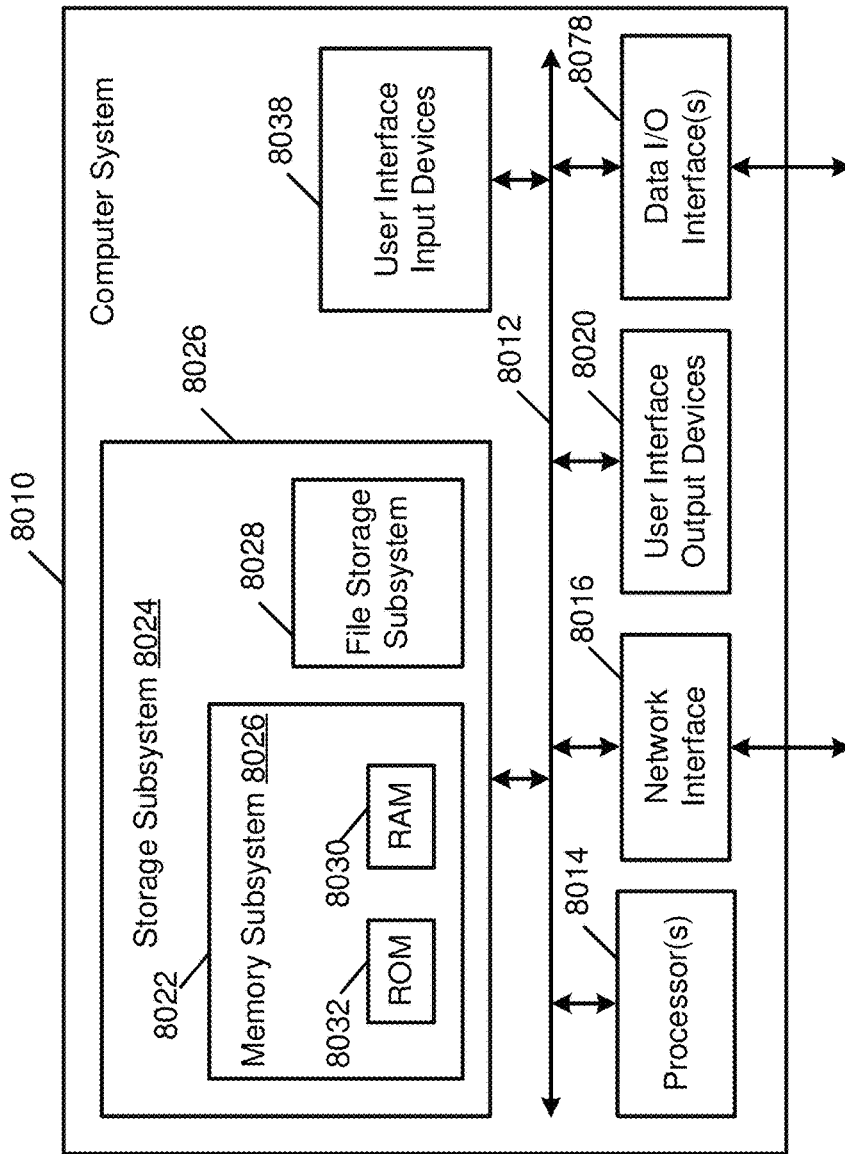 8010
Computer System
Storage Subsystem 8024
8026
8022
Memory Subsystem 8026
8028
8038
8032
ROM
8030
RAM
File Storage
Subsystem
User Interface
Input Devices
8012
8014
8016
8020
8078
Processor(s)
Network
Interface
User Interface
Output Devices
Data I/O
Interface(s)